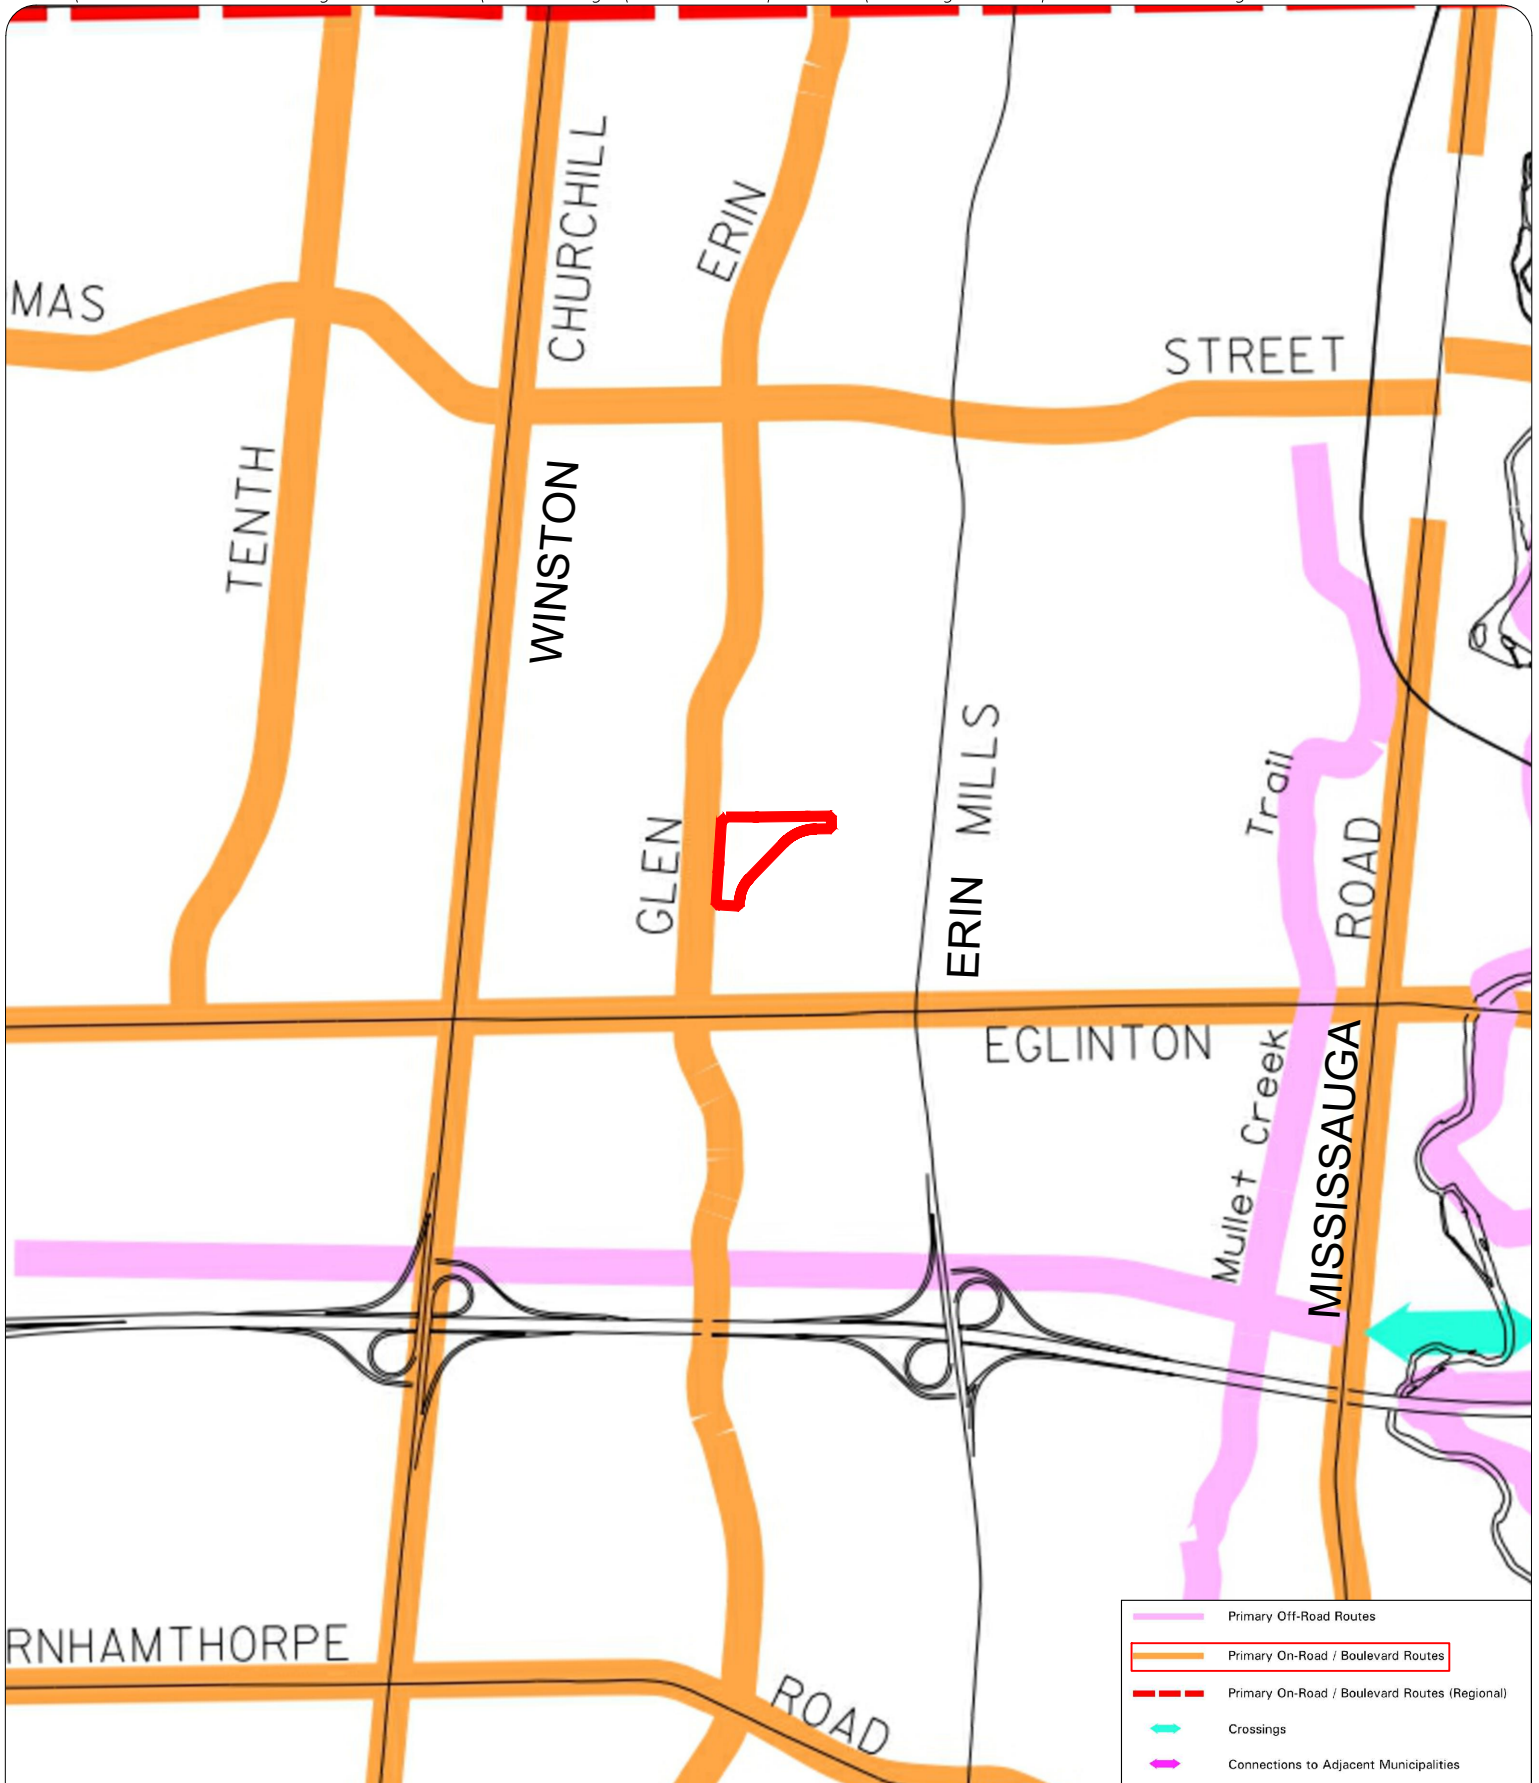 CHURCHILL
ERIN
MAS
STREET
TENTH
WINSTON
MILLS
Trail
GLEN
ROAD
ERIN
EGLINTON
Mullet Creek
MISSISSAUGA
RNHAMTHORPE
ROAD
Primary Off-Road Routes
Primary On-Road / Boulevard Routes
Primary On-Road / Boulevard Routes (Regional)
Crossings
Connections to Adjacent Municipalities